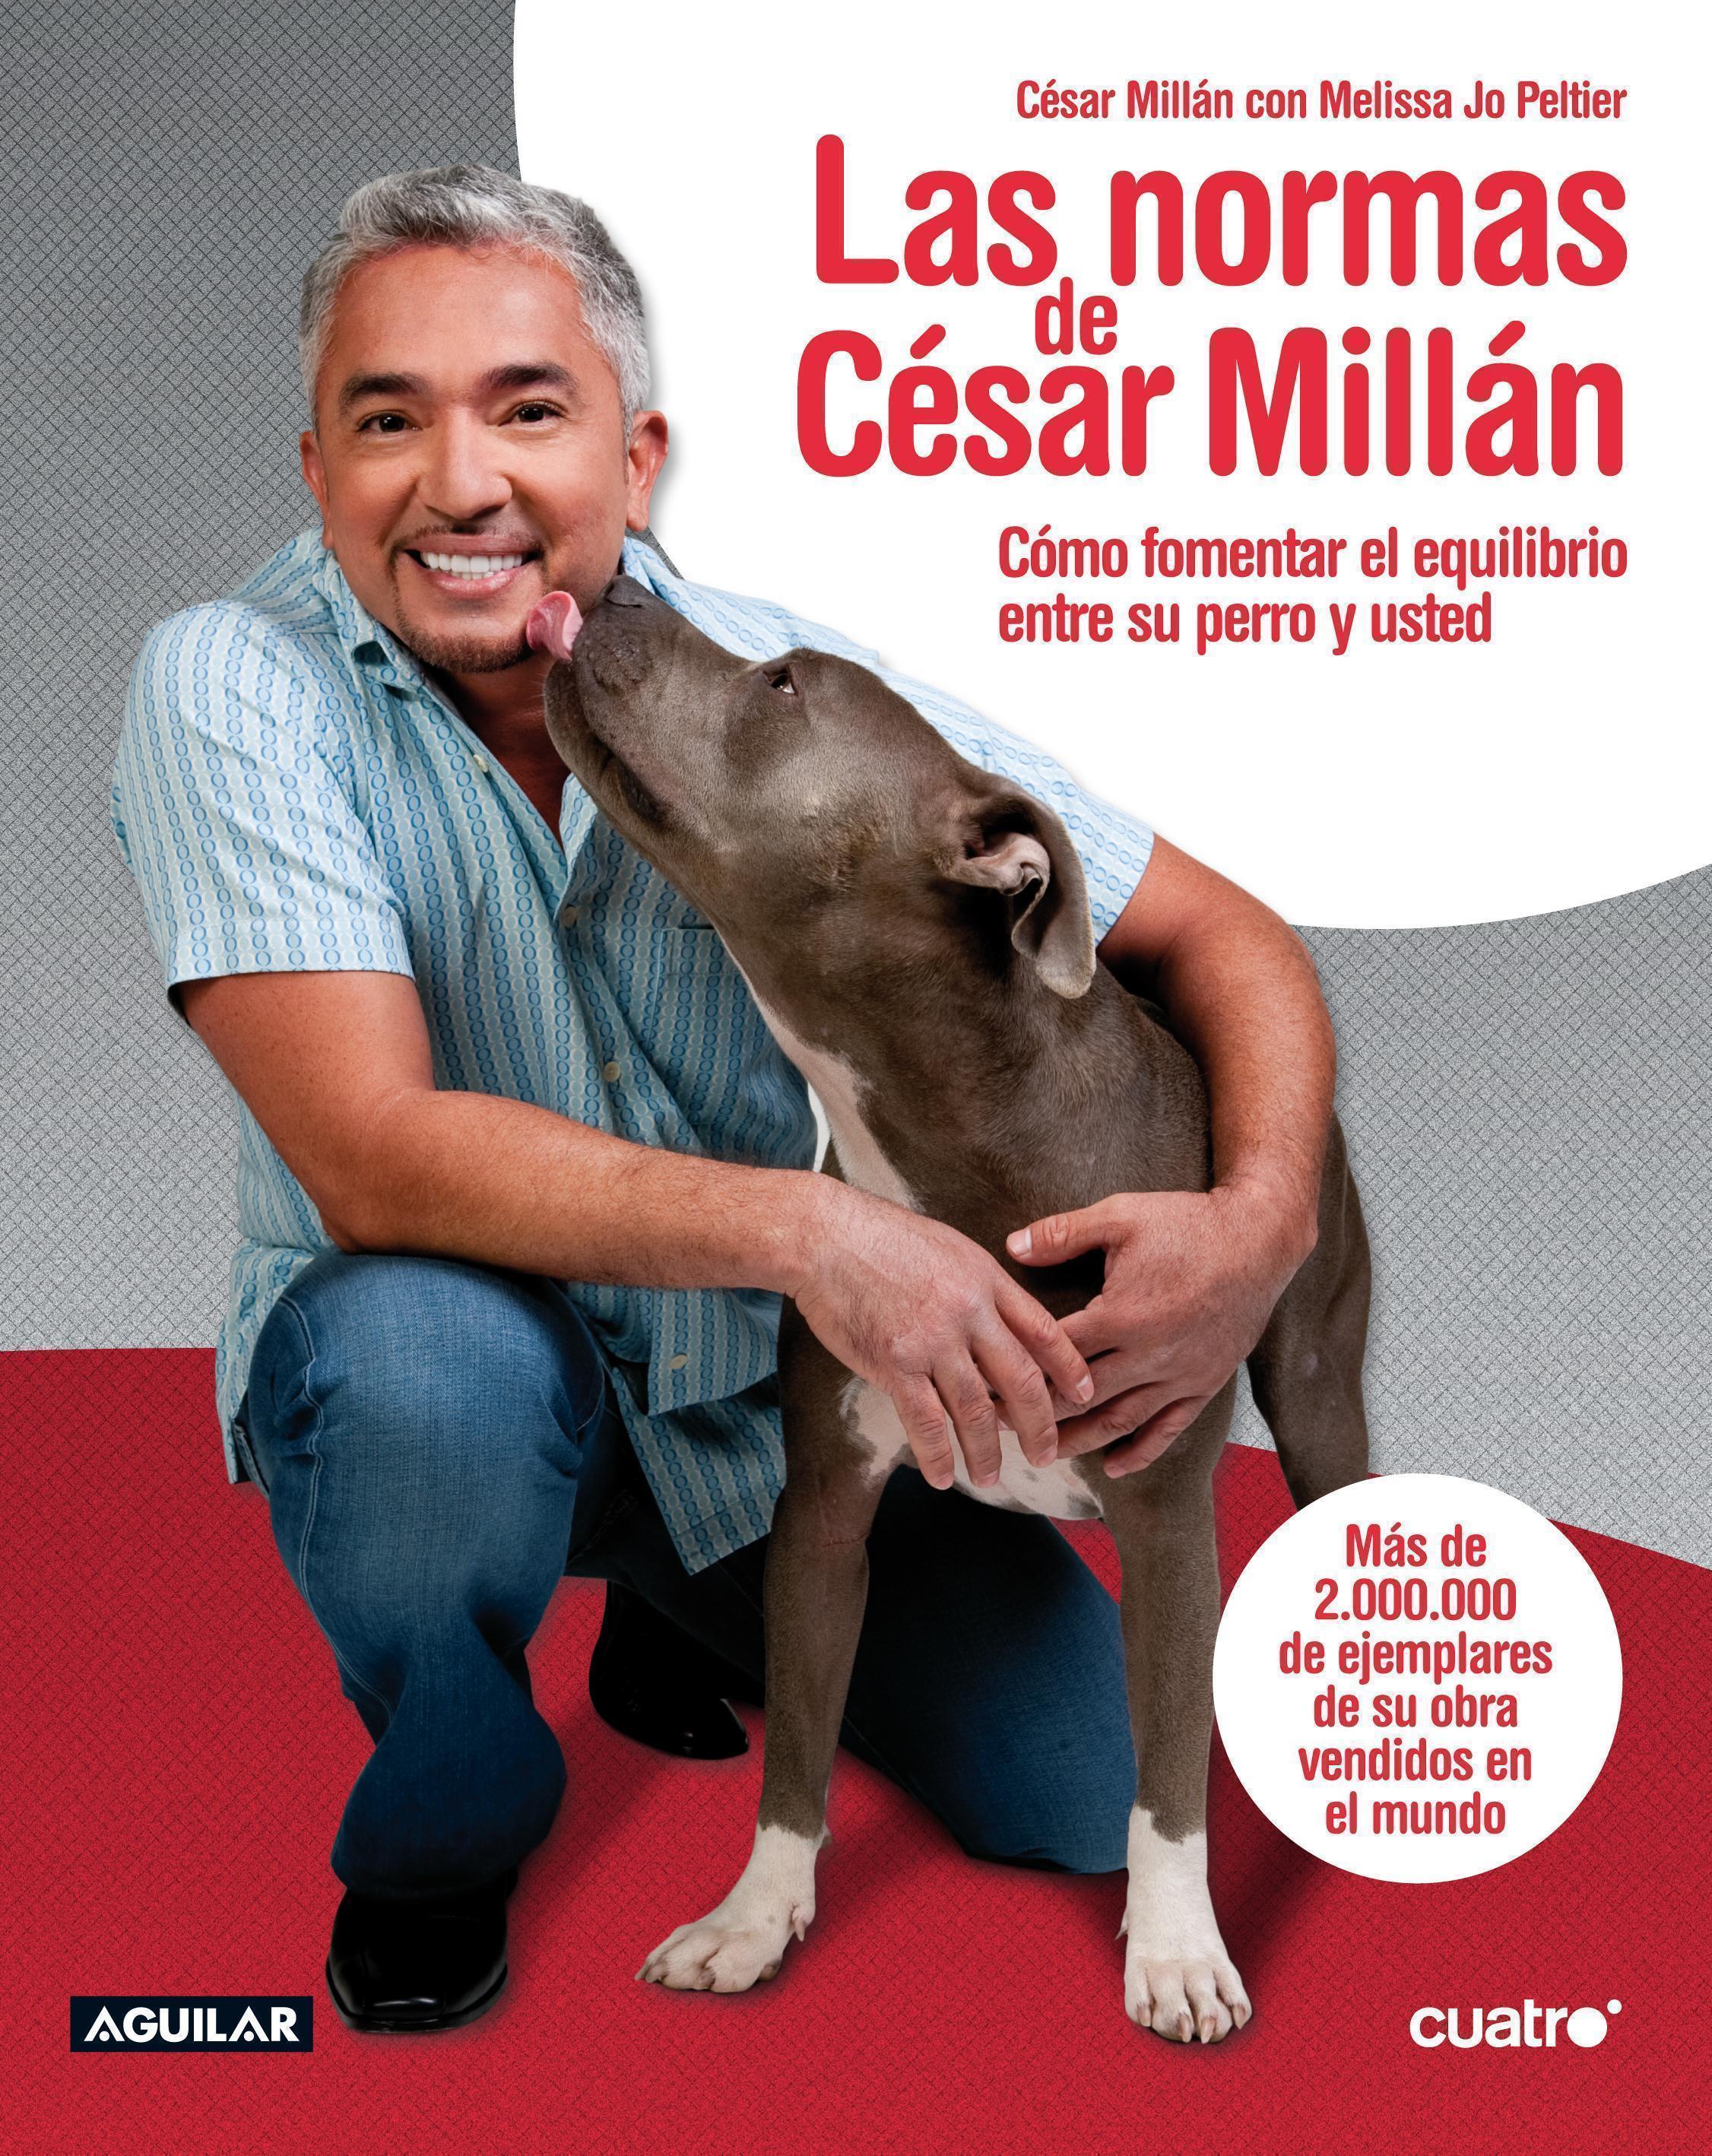 César Millán con Melissa Jo Peltier
Las normas
de
César Millán
Cómo fomentar el equilibrio
entre su perro y usted
Más de
2.000.000
de ejemplares
de su obra
vendidos en
el mundo
AGUILAR
cuatro